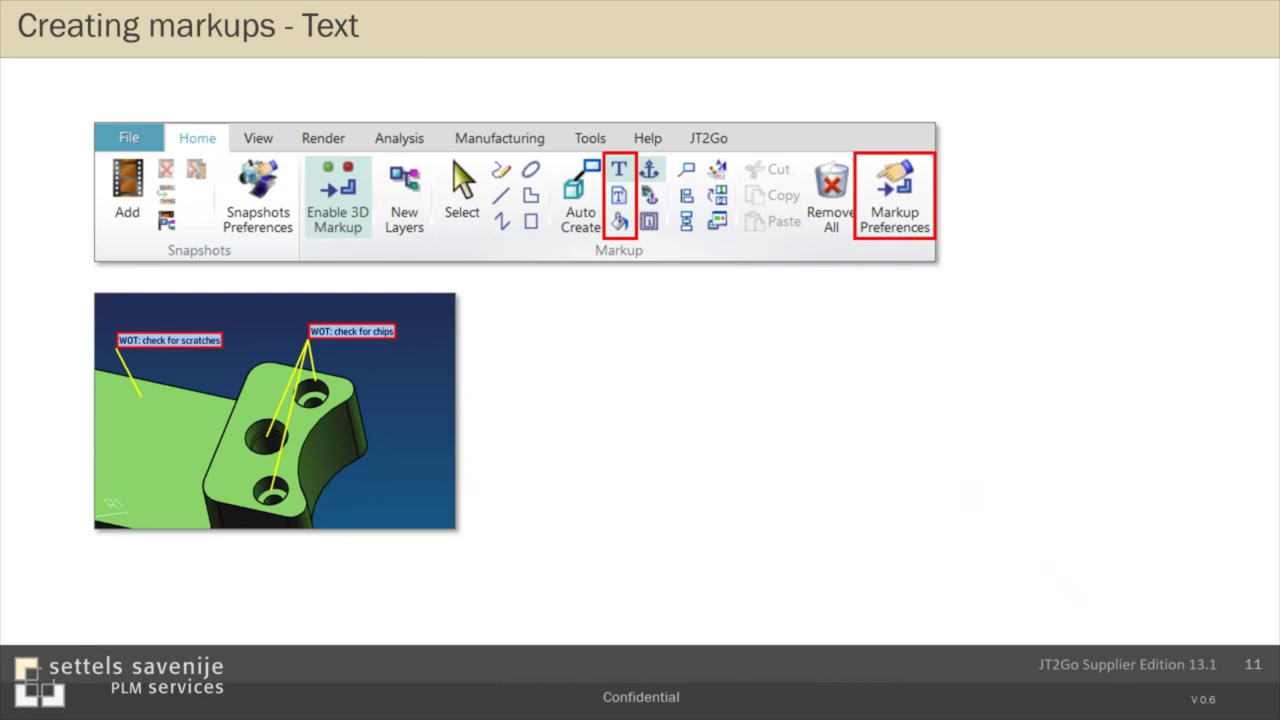 Creating markups - Text
File Home View Render Analysis Manufacturing Tools Help JT2Go
Add
Snapshots
Preferences
Snapshots
Enable 3D
Markup
New
Layers
Select
Auto
Create
Cut
Copy
Paste
Remove
All
Markup
Preferences
Markup
WOT: check for scratches
WOT: check for chips
R1
settels savenije
PLM services
Confidential
JT2Go Supplier Edition 13.1 11
V 0.6